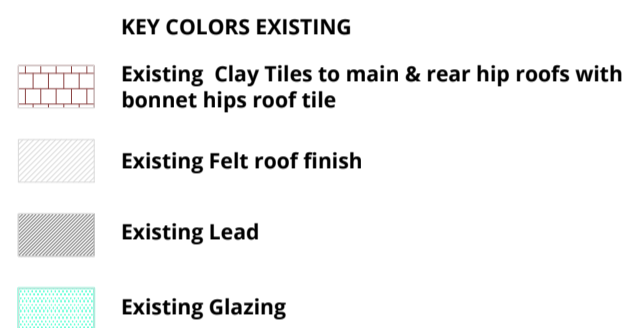 KEY COLORS EXISTING
Existing  Clay Tiles to main & rear hip roofs with
bonnet hips roof tile
Existing Felt roof finish
Existing Lead
Existing Glazing